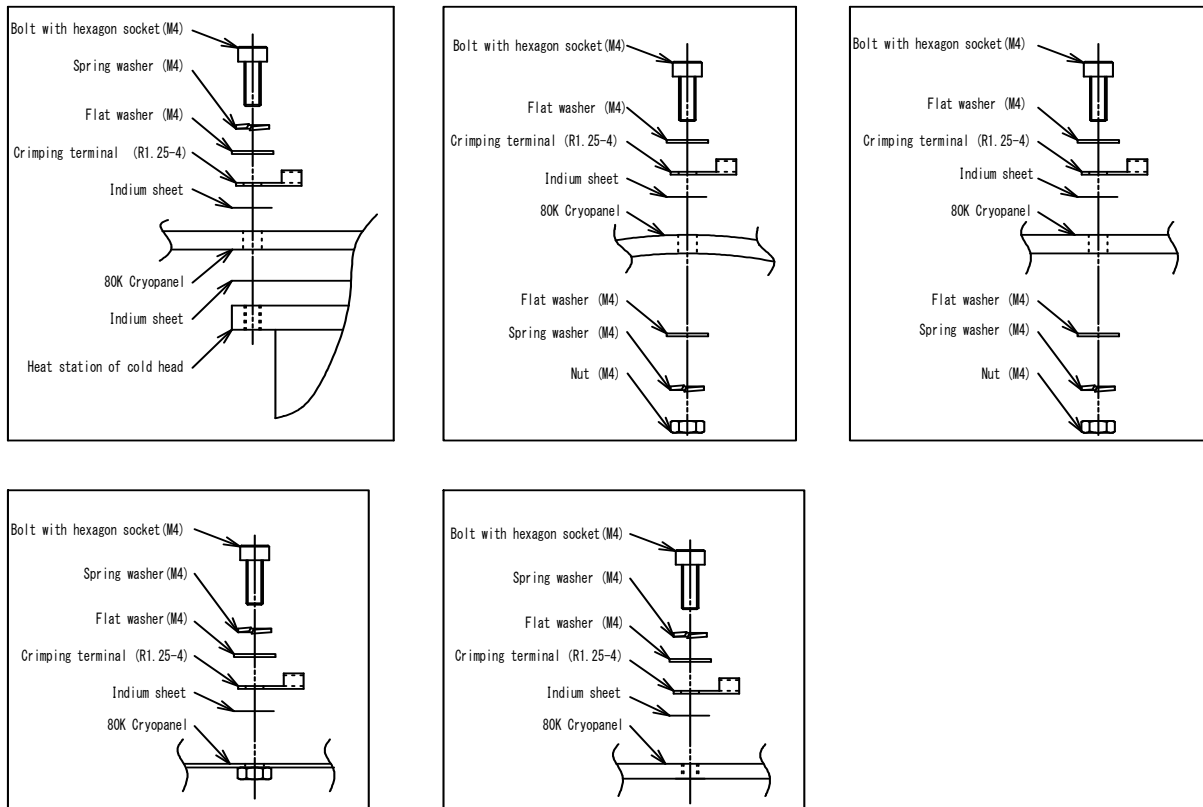 Bolt with hexagon socket(M4)
Spring washer (M4)
Flat washer (M4)
Crimping terminal (R1.25-4)
Indium sheet
80K Cryopanel
Indium sheet
Heat station of cold head
Bolt with hexagon socket(M4)
Flat washer (M4)
Crimping terminal (R1.25-4)
Indium sheet
80K Cryopanel
Flat washer (M4)
Spring washer (M4)
Nut (M4)
Bolt with hexagon socket(M4)
Flat washer (M4)
Crimping terminal (R1.25-4)
Indium sheet
80K Cryopanel
Flat washer (M4)
Spring washer (M4)
Nut (M4)
Bolt with hexagon socket(M4)
Spring washer(M4)
Flat washer(M4)
Crimping terminal (R1.25-4)
Indium sheet
80K Cryopanel
Bolt with hexagon socket(M4)
Spring washer (M4)
Flat washer (M4)
Crimping terminal (R1.25-4)
Indium sheet
80K Cryopanel